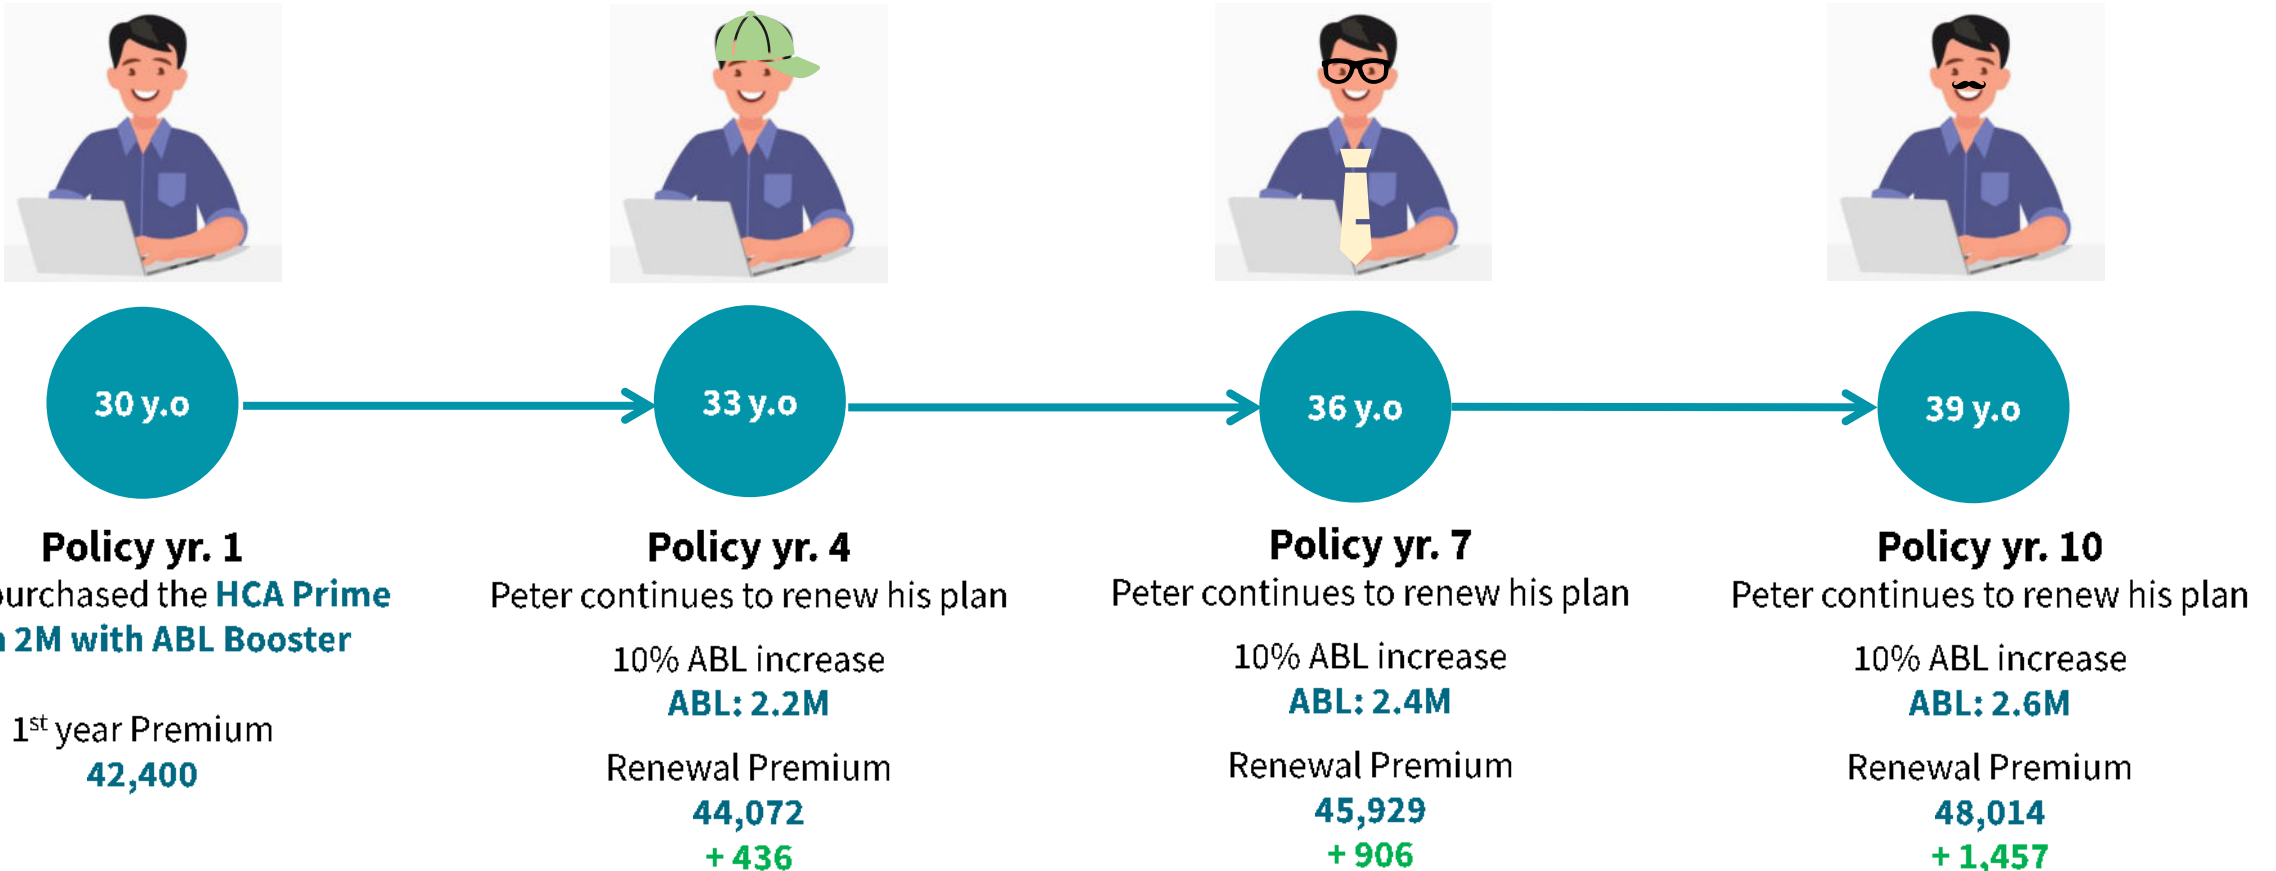 30 y.o
33 y.o
36 y.o
39 y.o
Policy yr. 1
purchased the HCA Prime
2M with ABL Booster
1st year Premium
42,400
Policy yr. 4
Peter continues to renew his plan
10% ABL increase
ABL: 2.2M
Renewal Premium
44,072
+ 436
Policy yr. 7
Peter continues to renew his plan
10% ABL increase
ABL: 2.4M
Renewal Premium
45,929
+ 906
Policy yr. 10
Peter continues to renew his plan
10% ABL increase
ABL: 2.6M
Renewal Premium
48,014
+ 1,457